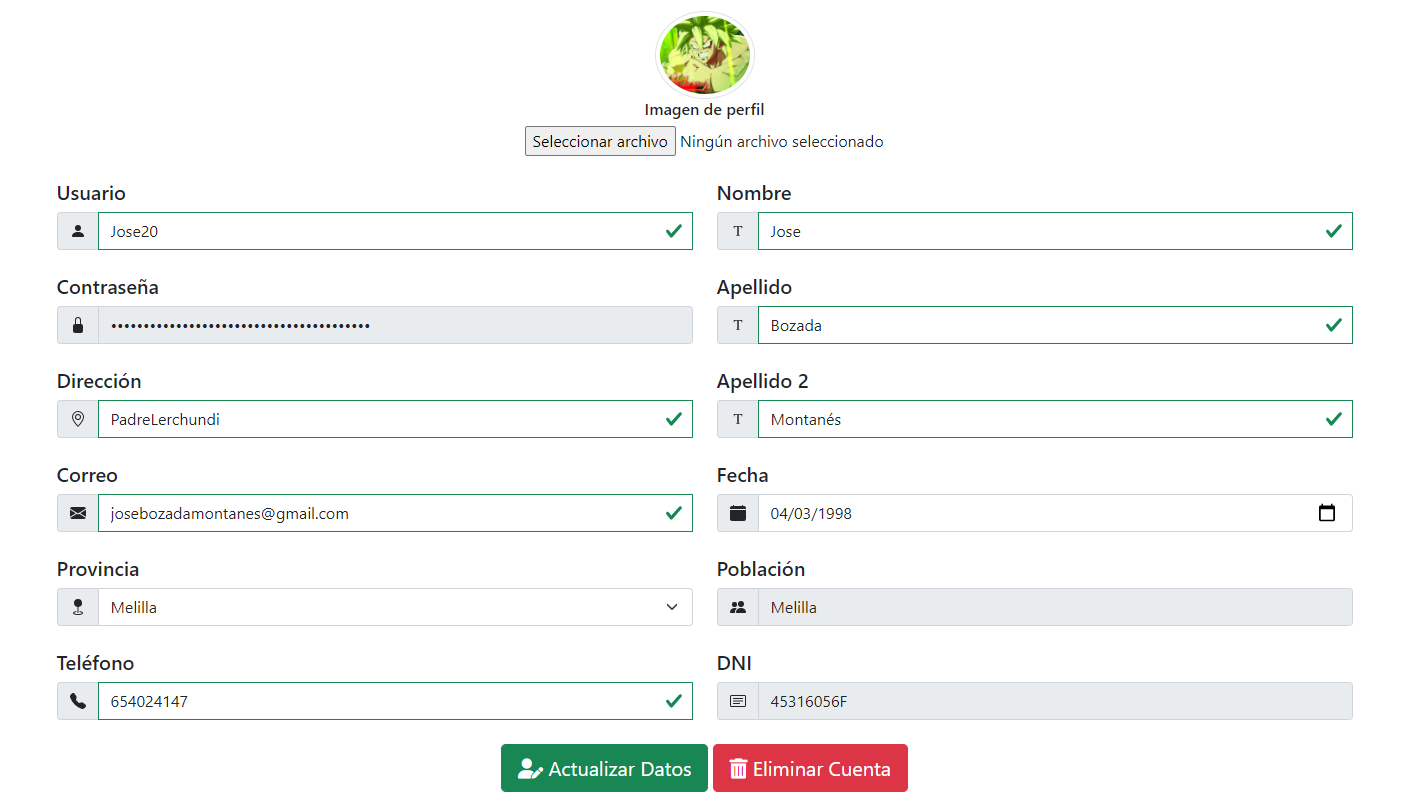 Imagen de perfil
Seleccionar archivo Ningún archivo seleccionado
Usuario
Jose20
Nombre
T Jose
Contraseña
••••••••••••••••••••••••••••••••••••••••
Apellido
T Bozada
Dirección
PadreLerchundi
Apellido 2
T Montanés
Correo
josebozadamontanes@gmail.com
Fecha
04/03/1998
Provincia
Melilla
Población
Melilla
Teléfono
654024147
DNI
45316056F
Actualizar Datos
Eliminar Cuenta